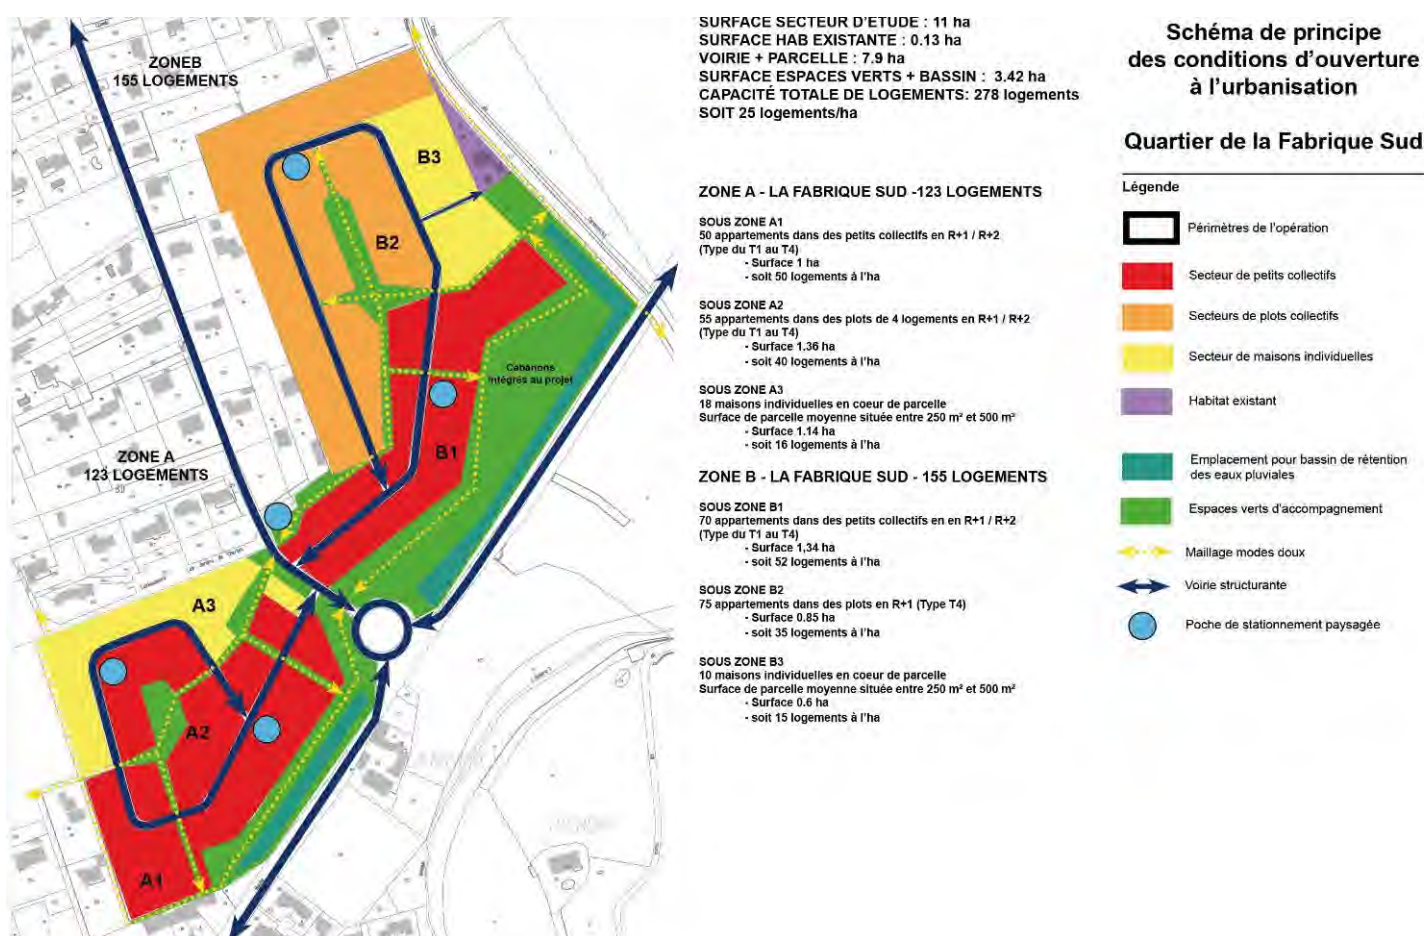 SURFACE SECTEUR D'ETUDE : 11 ha
SURFACE HAB EXISTANTE : 0.13 ha
VOIRIE + PARCELLE : 7.9 ha
SURFACE ESPACES VERTS + BASSIN : 3.42 ha
CAPACITÉ TOTALE DE LOGEMENTS: 278 logements
SOIT 25 logements/ha
ZONE A - LA FABRIQUE SUD -123 LOGEMENTS
SOUS ZONE A1
50 appartements dans des petits collectifs en R+1 / R+2
(Type du T1 au T4)
- Surface 1 ha
- soit 50 logements à l'ha
SOUS ZONE A2
55 appartements dans des plots de 4 logements en R+1 / R+2
(Type du T1 au T4)
- Surface 1.36 ha
- soit 40 logements à l'ha
SOUS ZONE A3
18 maisons individuelles en coeur de parcelle
Surface de parcelle moyenne située entre 250 m² et 500 m²
- Surface 1.14 ha
- soit 16 logements à l'ha
ZONE B - LA FABRIQUE SUD - 155 LOGEMENTS
SOUS ZONE B1
70 appartements dans des petits collectifs en en R+1 / R+2
(Type du T1 au T4)
- Surface 1,34 ha
- soit 52 logements à l'ha
SOUS ZONE B2
75 appartements dans des plots en R+1 (Type T4)
- Surface 0.85 ha
- soit 35 logements à l'ha
SOUS ZONE B3
10 maisons individuelles en coeur de parcelle
Surface de parcelle moyenne située entre 250 m² et 500 m²
- Surface 0.6 ha
- soit 15 logements à l'ha
Schéma de principe
des conditions d'ouverture
à l'urbanisation
Quartier de la Fabrique Sud
Légende
Périmètres de l'opération
Secteur de petits collectifs
Secteurs de plots collectifs
Secteur de maisons individuelles
Habitat existant
Emplacement pour bassin de rétention
des eaux pluviales
Espaces verts d'accompagnement
Maillage modes doux
Voirie structurante
Poche de stationnement paysagée
ZONEB
155 LOGEMENTS
B3
B2
Cabanons
intégrés au projet
B1
ZONE A
123 LOGEMENTS
A3
A2
A1